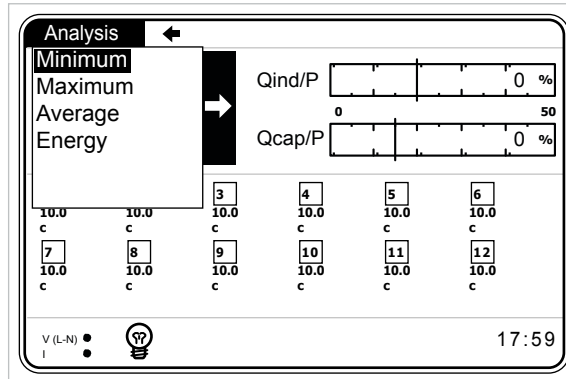 Analysis
Minimum
Maximum
Average
Energy
Qind/P 0 %
0 50
Qcap/P 0 %
3 4 5 6
10.0 10.0 10.0 10.0 10.0 10.0
c c c c c c
7 8 9 10 11 12
10.0 10.0 10.0 10.0 10.0 10.0
c c c c c c
V (L-N)
I
17:59